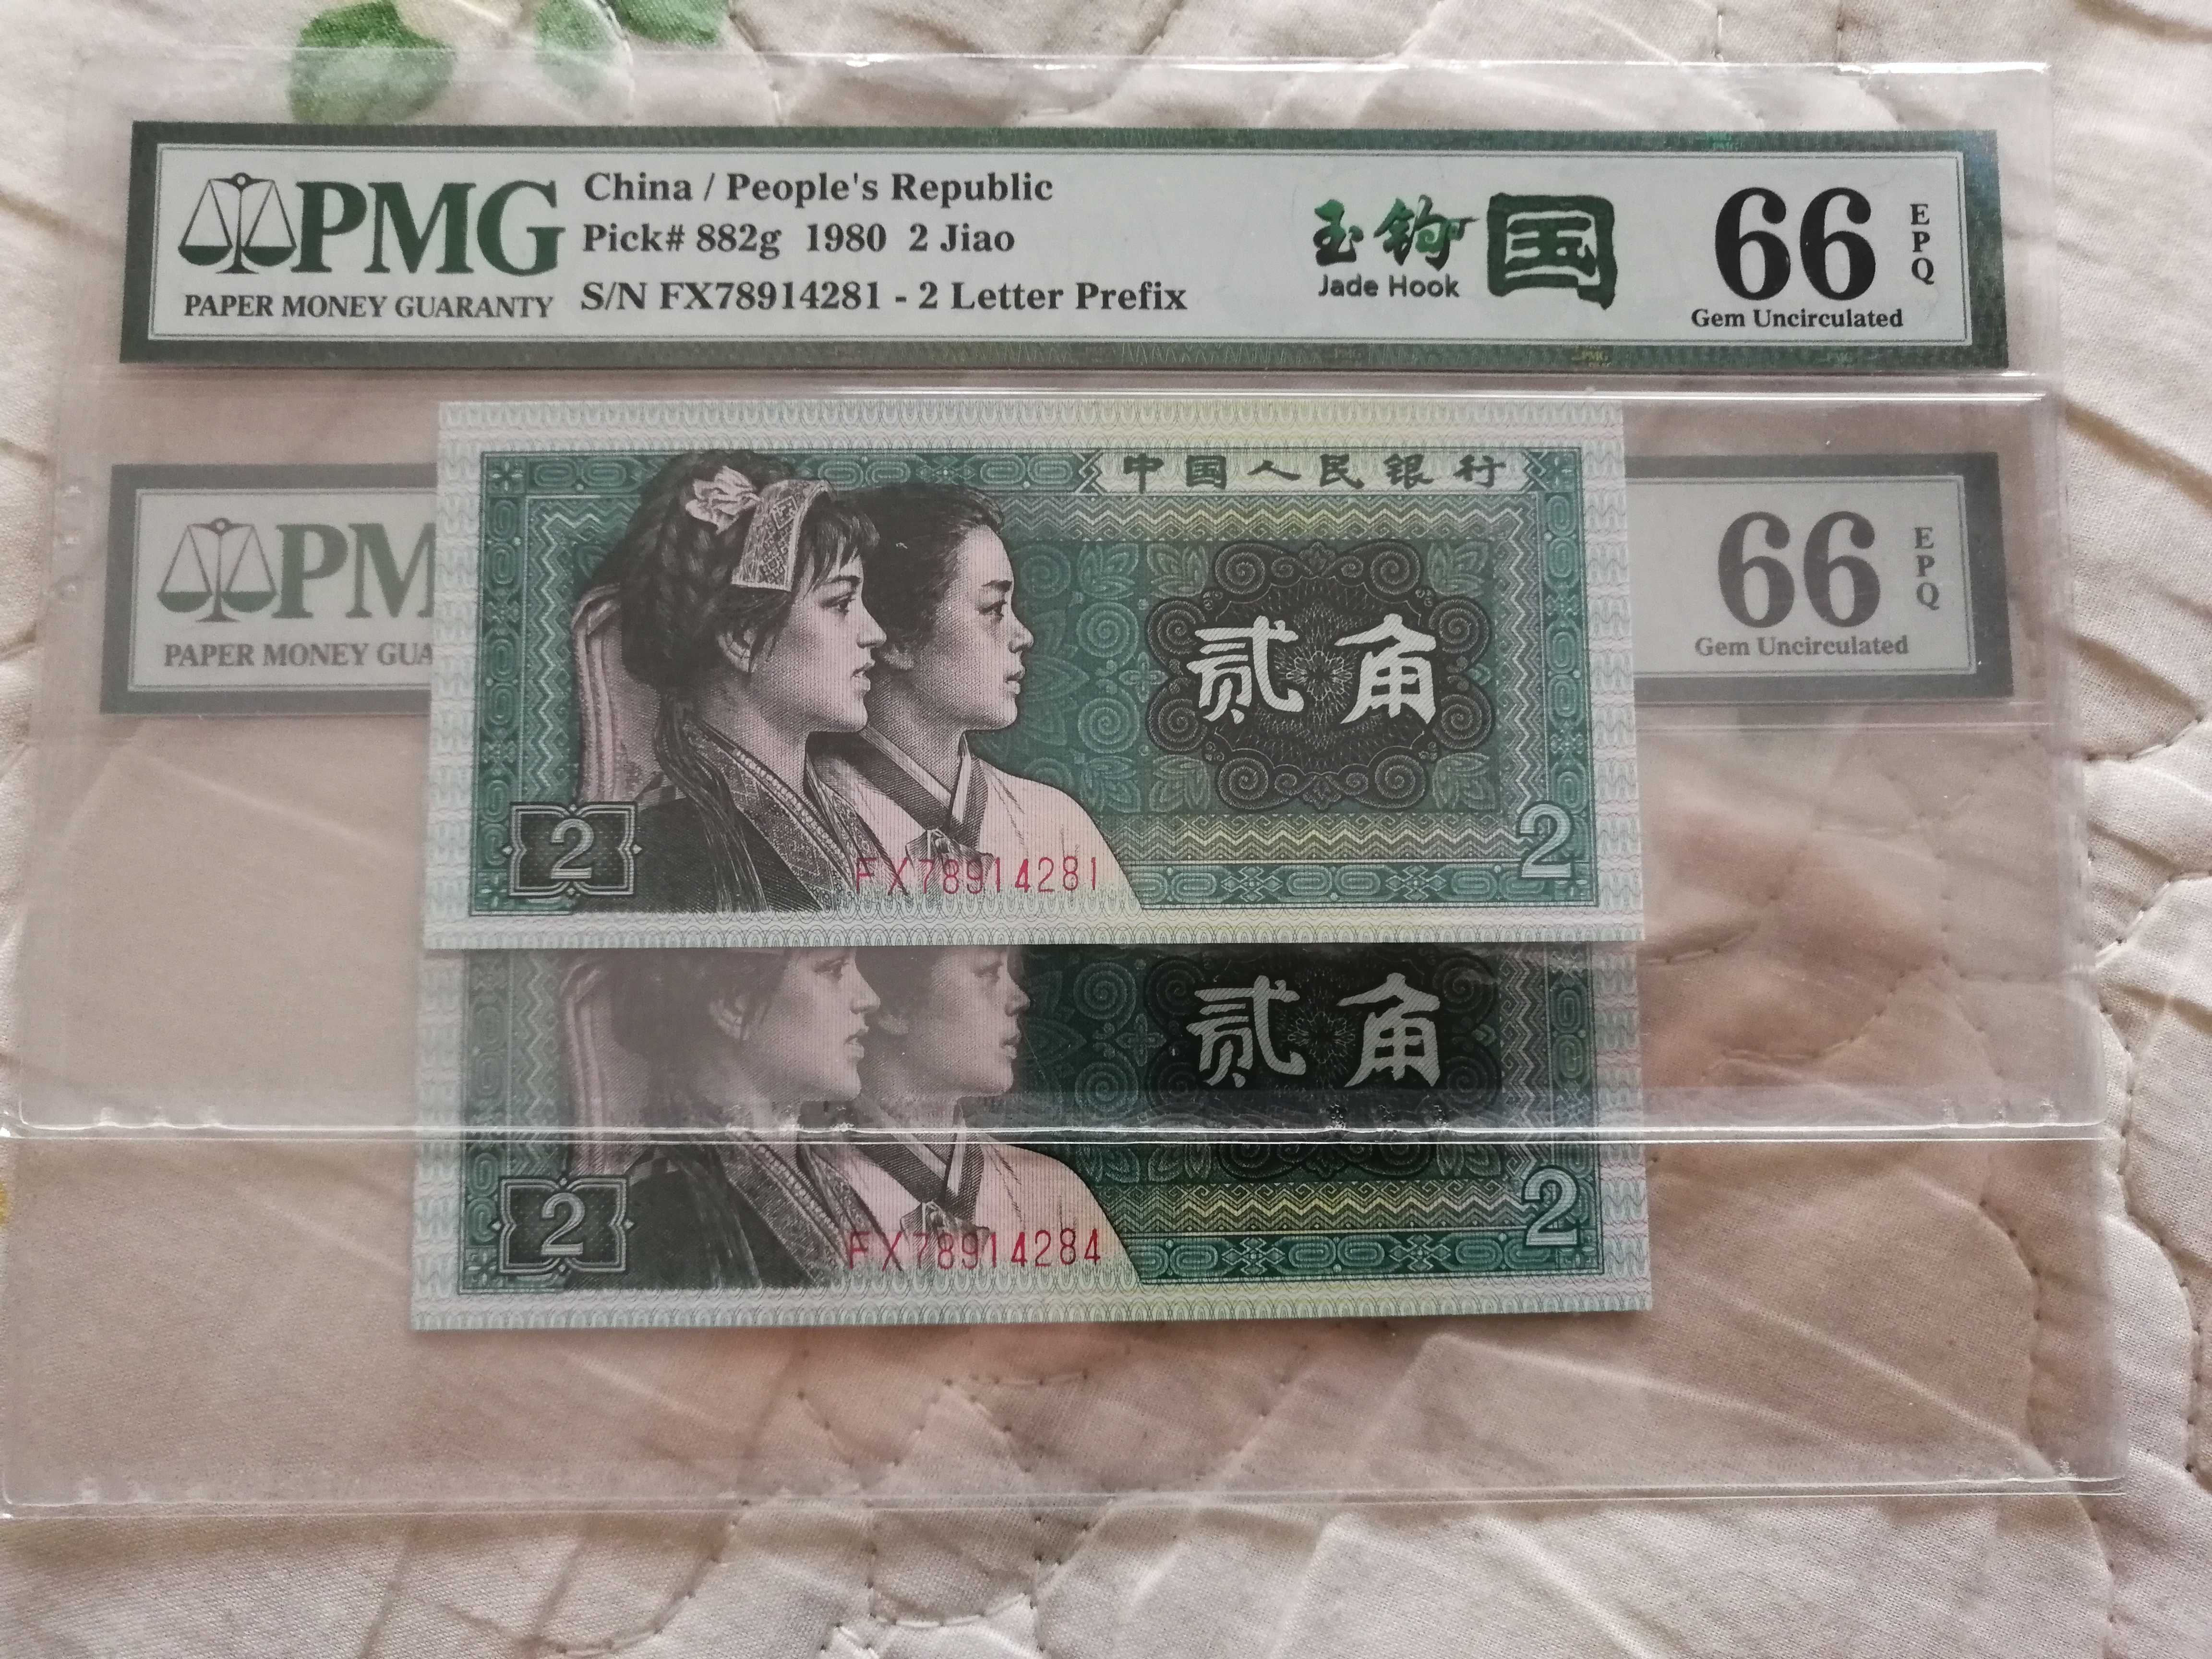 PMG
PAPER MONEY GUARANTY
China / People's Republic
Pick# 882g 1980 2 Jiao
S/N FX78914281 - 2 Letter Prefix
玉钩 国
Jade Hook
66 EPQ
Gem Uncirculated
中国人民银行
贰角
2
2
FX78914281
PM
PAPER MONEY GUA
66 EPQ
Gem Uncirculated
贰角
2
2
FX78914284